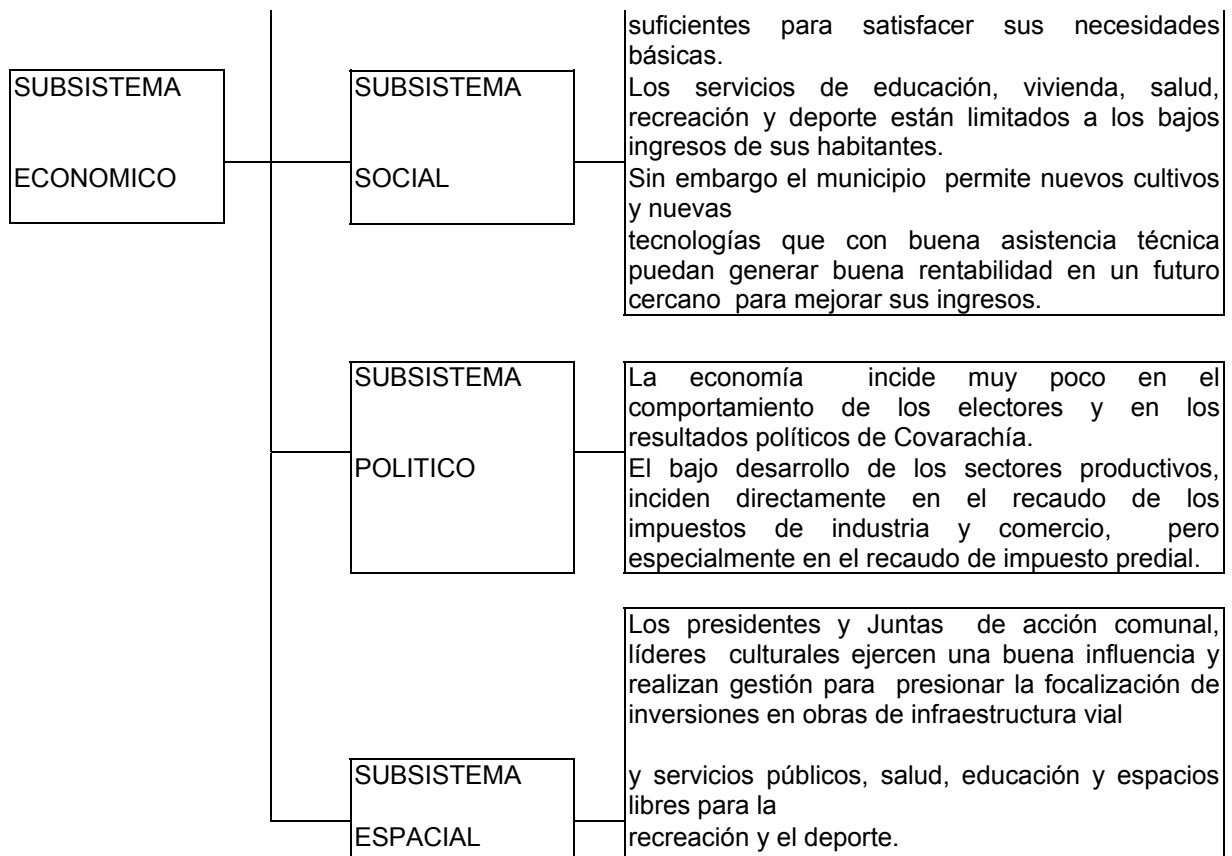 suficientes para satisfacer sus necesidades
básicas.
SUBSISTEMA
ECONOMICO
SUBSISTEMA
SOCIAL
Los servicios de educación, vivienda, salud,
recreación y deporte están limitados a los bajos
ingresos de sus habitantes.
Sin embargo el municipio permite nuevos cultivos
y nuevas
tecnologías que con buena asistencia técnica
puedan generar buena rentabilidad en un futuro
cercano para mejorar sus ingresos.
SUBSISTEMA
POLITICO
La economía incide muy poco en el
comportamiento de los electores y en los
resultados políticos de Covarachía.
El bajo desarrollo de los sectores productivos,
inciden directamente en el recaudo de los
impuestos de industria y comercio, pero
especialmente en el recaudo de impuesto predial.
SUBSISTEMA
ESPACIAL
Los presidentes y Juntas de acción comunal,
líderes culturales ejercen una buena influencia y
realizan gestión para presionar la focalización de
inversiones en obras de infraestructura vial
y servicios públicos, salud, educación y espacios
libres para la
recreación y el deporte.